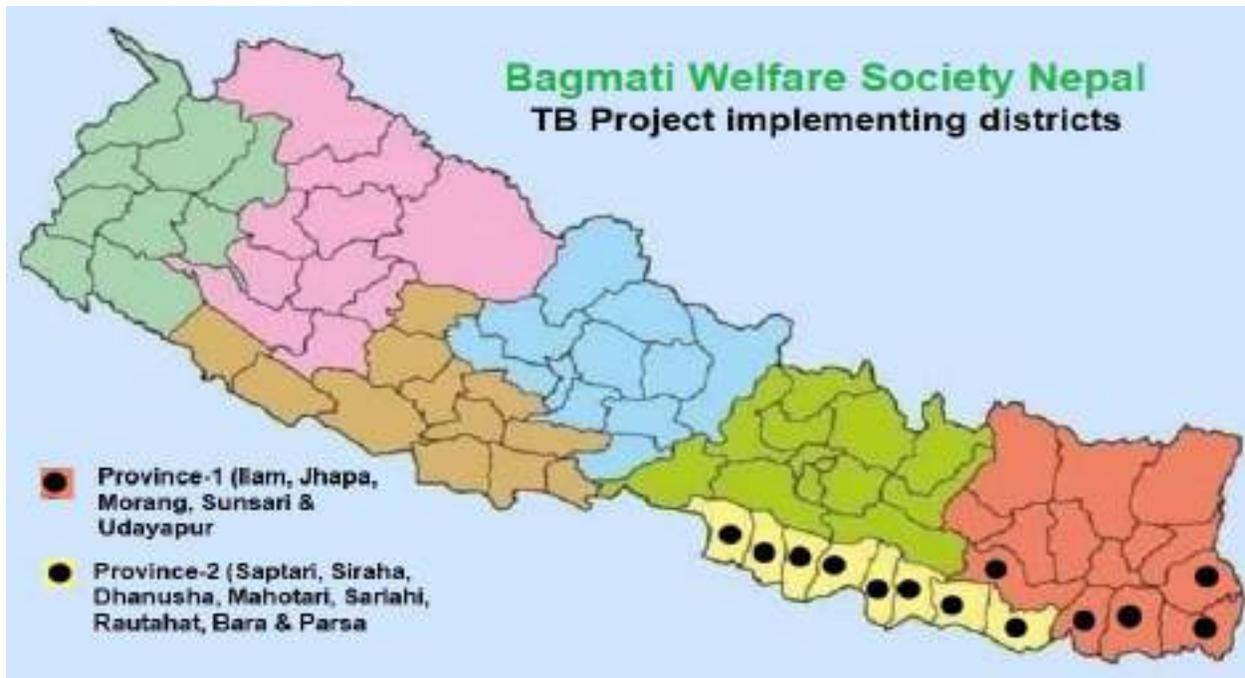 Bagmati Welfare Society Nepal
TB Project implementing districts
Province-1 (Ilam, Jhapa,
Morang, Sunsari &
Udayapur
Province-2 (Saptari, Siraha,
Dhanusha, Mahotari, Sarlahi,
Rautahat, Bara & Parsa